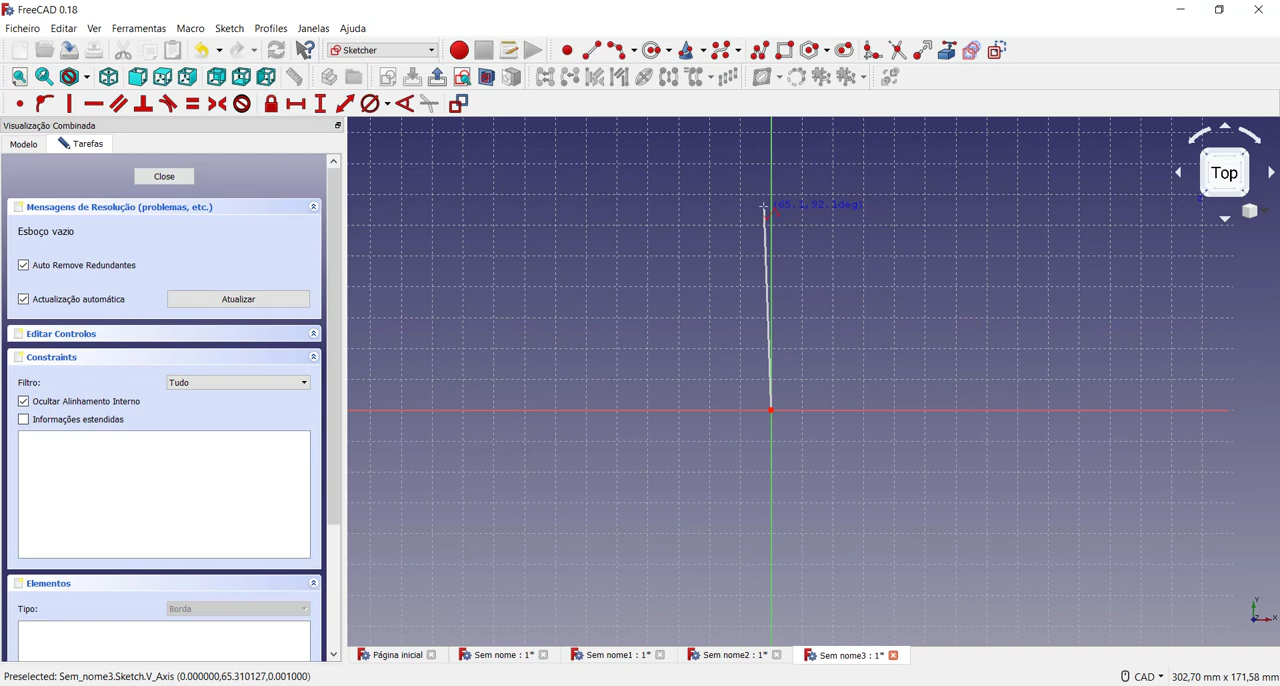 FreeCAD 0.18
Ficheiro Editar Ver Ferramentas Macro Sketch Profiles Janelas Ajuda
Sketcher
Visualização Combinada
Modelo Tarefas
Close
Mensagens de Resolução (problemas, etc.)
Esboço vazio
Auto Remove Redundantes
Actualização automática Atualizar
Editar Controlos
Constraints
Filtro: Tudo
Ocultar Alinhamento Interno
Informações estendidas
Elementos
Tipo: Borda
(65.1,92.1deg)
Top
Z
Y
Z X
Página inicial Sem nome : 1* Sem nome1 : 1* Sem nome2 : 1* Sem nome3 : 1*
Preselected: Sem_nome3.Sketch.V_Axis (0.000000,65.310127,0.001000) CAD 302,70 mm x 171,58 mm